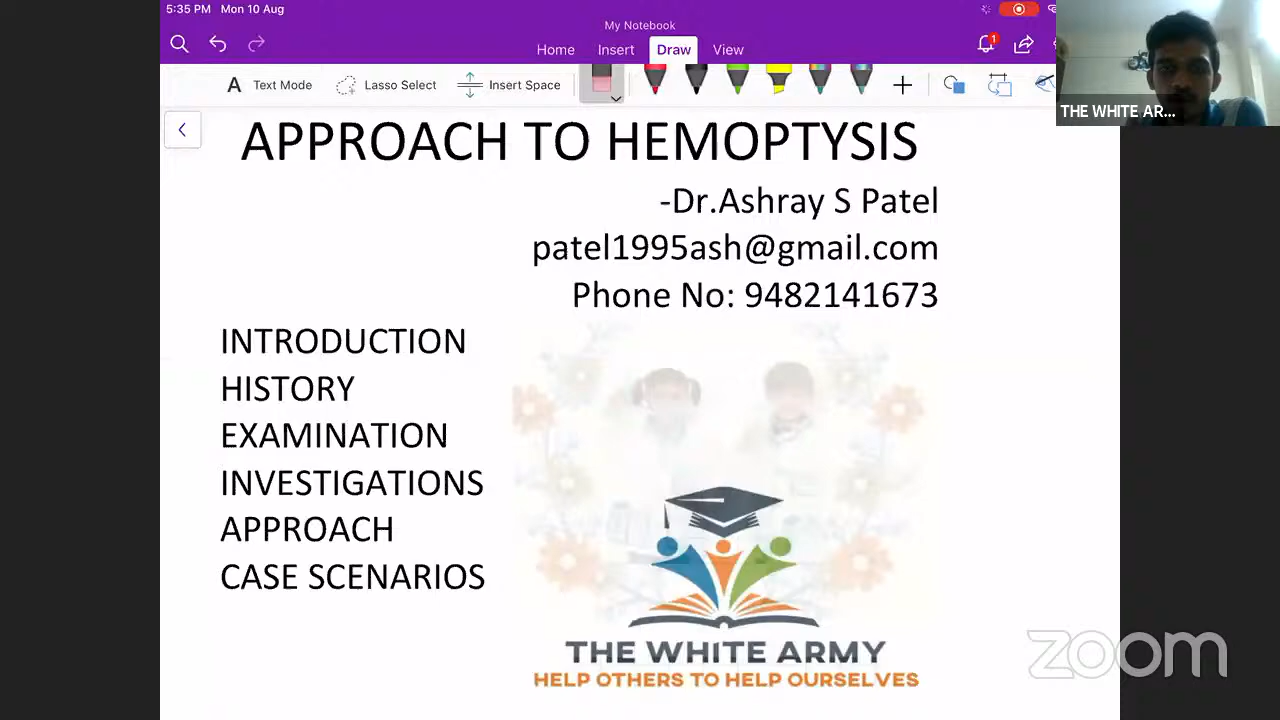 5:35 PM Mon 10 Aug
My Notebook
Home Insert Draw View
1
Text Mode Lasso Select Insert Space
THE WHITE AR...
APPROACH TO HEMOPTYSIS
-Dr.Ashray S Patel
patel1995ash@gmail.com
Phone No: 9482141673
INTRODUCTION
HISTORY
EXAMINATION
INVESTIGATIONS
APPROACH
CASE SCENARIOS
THE WHITE ARMY
HELP OTHERS TO HELP OURSELVES
zoom